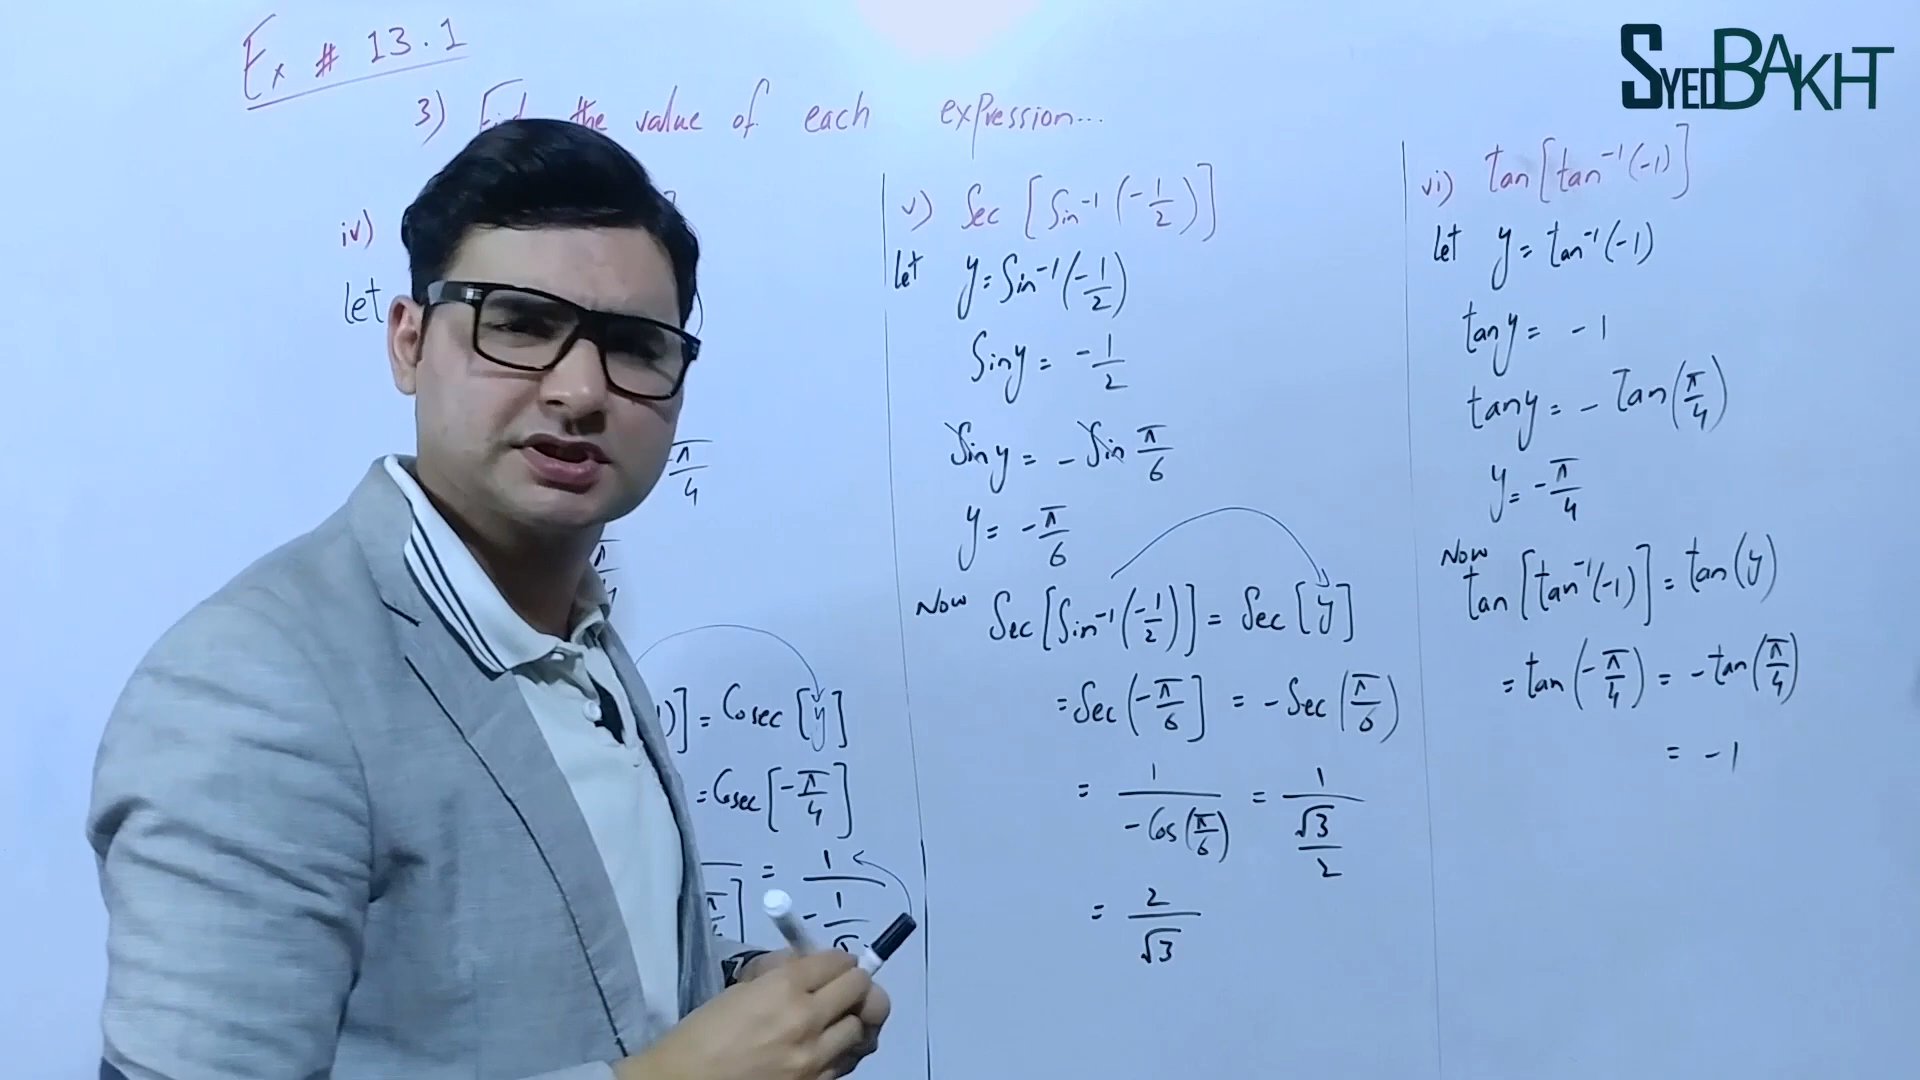 Ex # 13.1
SYEDBAKHT
3) the value of each expression...
iv)
let
π/4
)] = Cosec [y]
= Cosec [-π/4]
= 1/(-1/√
v) Sec [Sin⁻¹(-1/2)]
let y = Sin⁻¹(-1/2)
Sin y = -1/2
Sin y = - Sin π/6
y = -π/6
Now Sec [Sin⁻¹(-1/2)] = Sec [y]
= Sec (-π/6] = - Sec (π/6)
= 1/(-Cos(π/6)) = 1/(√3/2)
= 2/√3
vi) tan [tan⁻¹(-1)]
let y = tan⁻¹(-1)
tan y = -1
tan y = - Tan (π/4)
y = -π/4
Now
tan [tan⁻¹(-1)] = tan (y)
= tan (-π/4) = - tan (π/4)
= -1